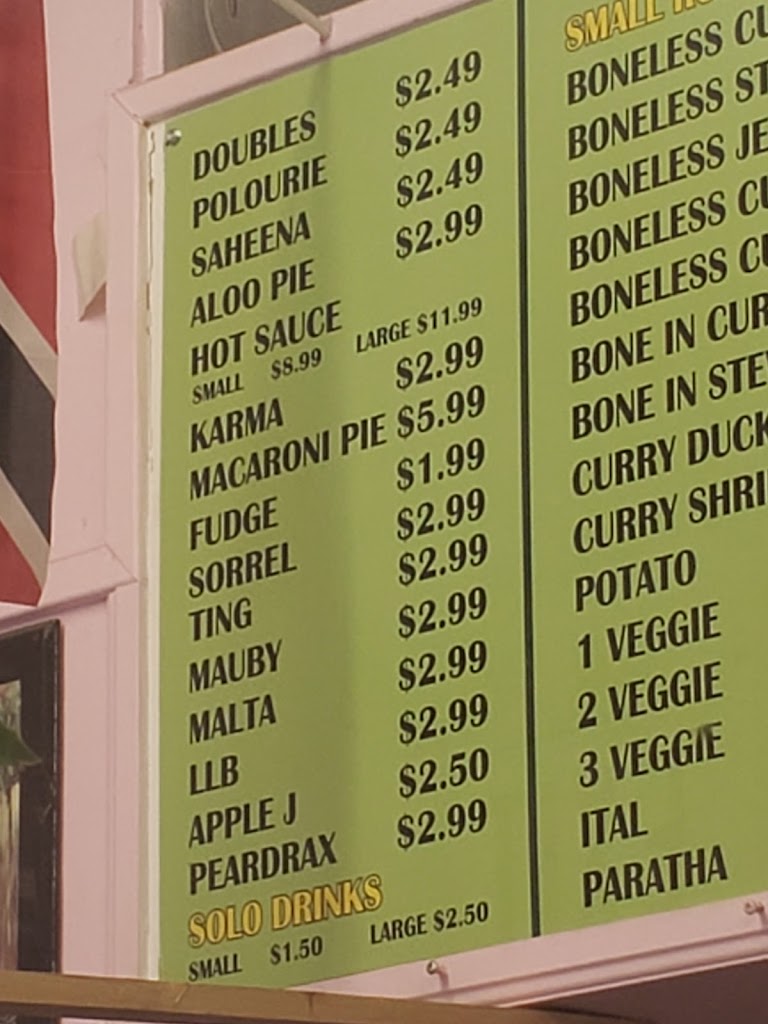 DOUBLES $2.49
POLOURIE $2.49
SAHEENA $2.49
ALOO PIE $2.99
HOT SAUCE
SMALL $8.99 LARGE $11.99
KARMA $2.99
MACARONI PIE $5.99
FUDGE $1.99
SORREL $2.99
TING $2.99
MAUBY $2.99
MALTA $2.99
LLB $2.99
APPLE J $2.50
PEARDRAX $2.99
SOLO DRINKS
SMALL $1.50 LARGE $2.50
SMALL
BONELESS
BONELESS
BONELESS
BONELESS
BONELESS
BONE IN
BONE IN
CURRY DUCK
CURRY
POTATO
1 VEGGIE
2 VEGGIE
3 VEGGIE
ITAL
PARATHA